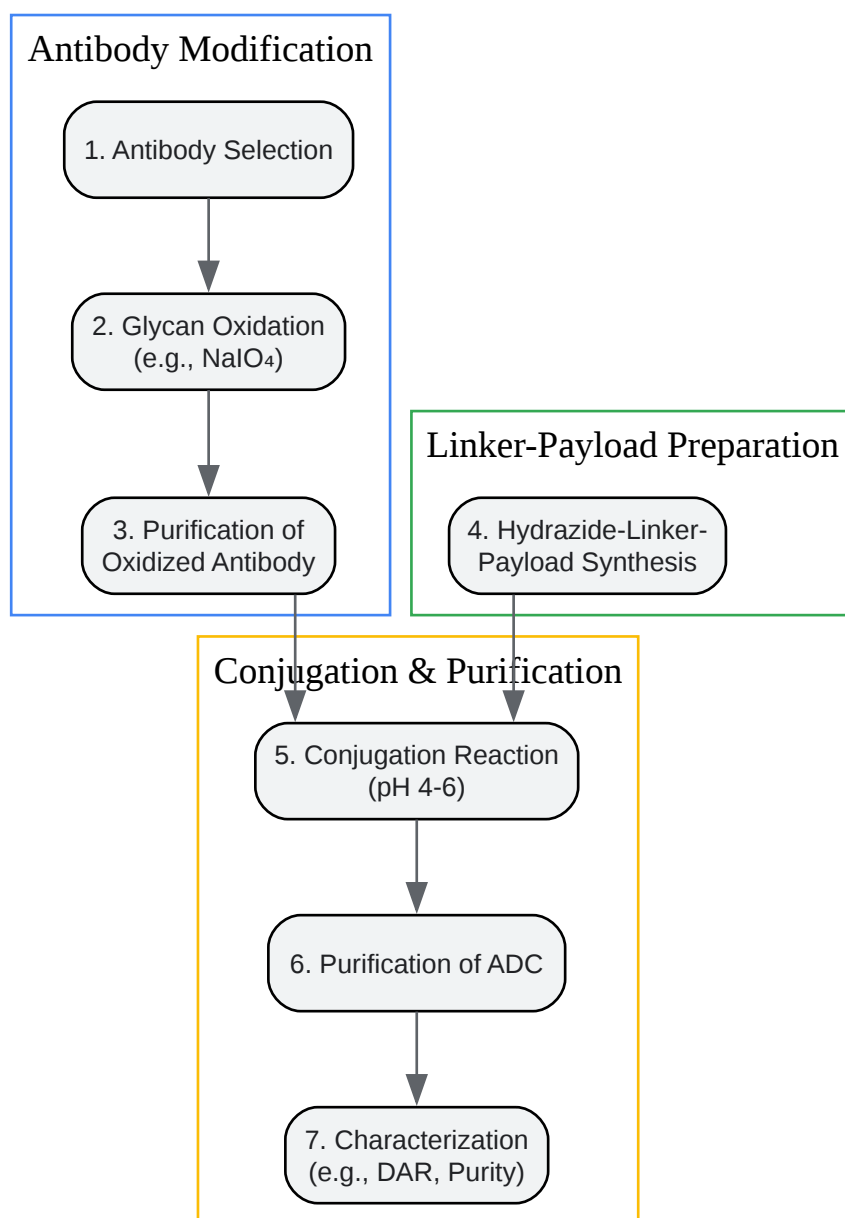 Antibody Modification
1. Antibody Selection
2. Glycan Oxidation
(e.g., NaIO₄)
3. Purification of
Oxidized Antibody
Linker-Payload Preparation
4. Hydrazide-Linker-
Payload Synthesis
Conjugation & Purification
5. Conjugation Reaction
(pH 4-6)
6. Purification of ADC
7. Characterization
(e.g., DAR, Purity)